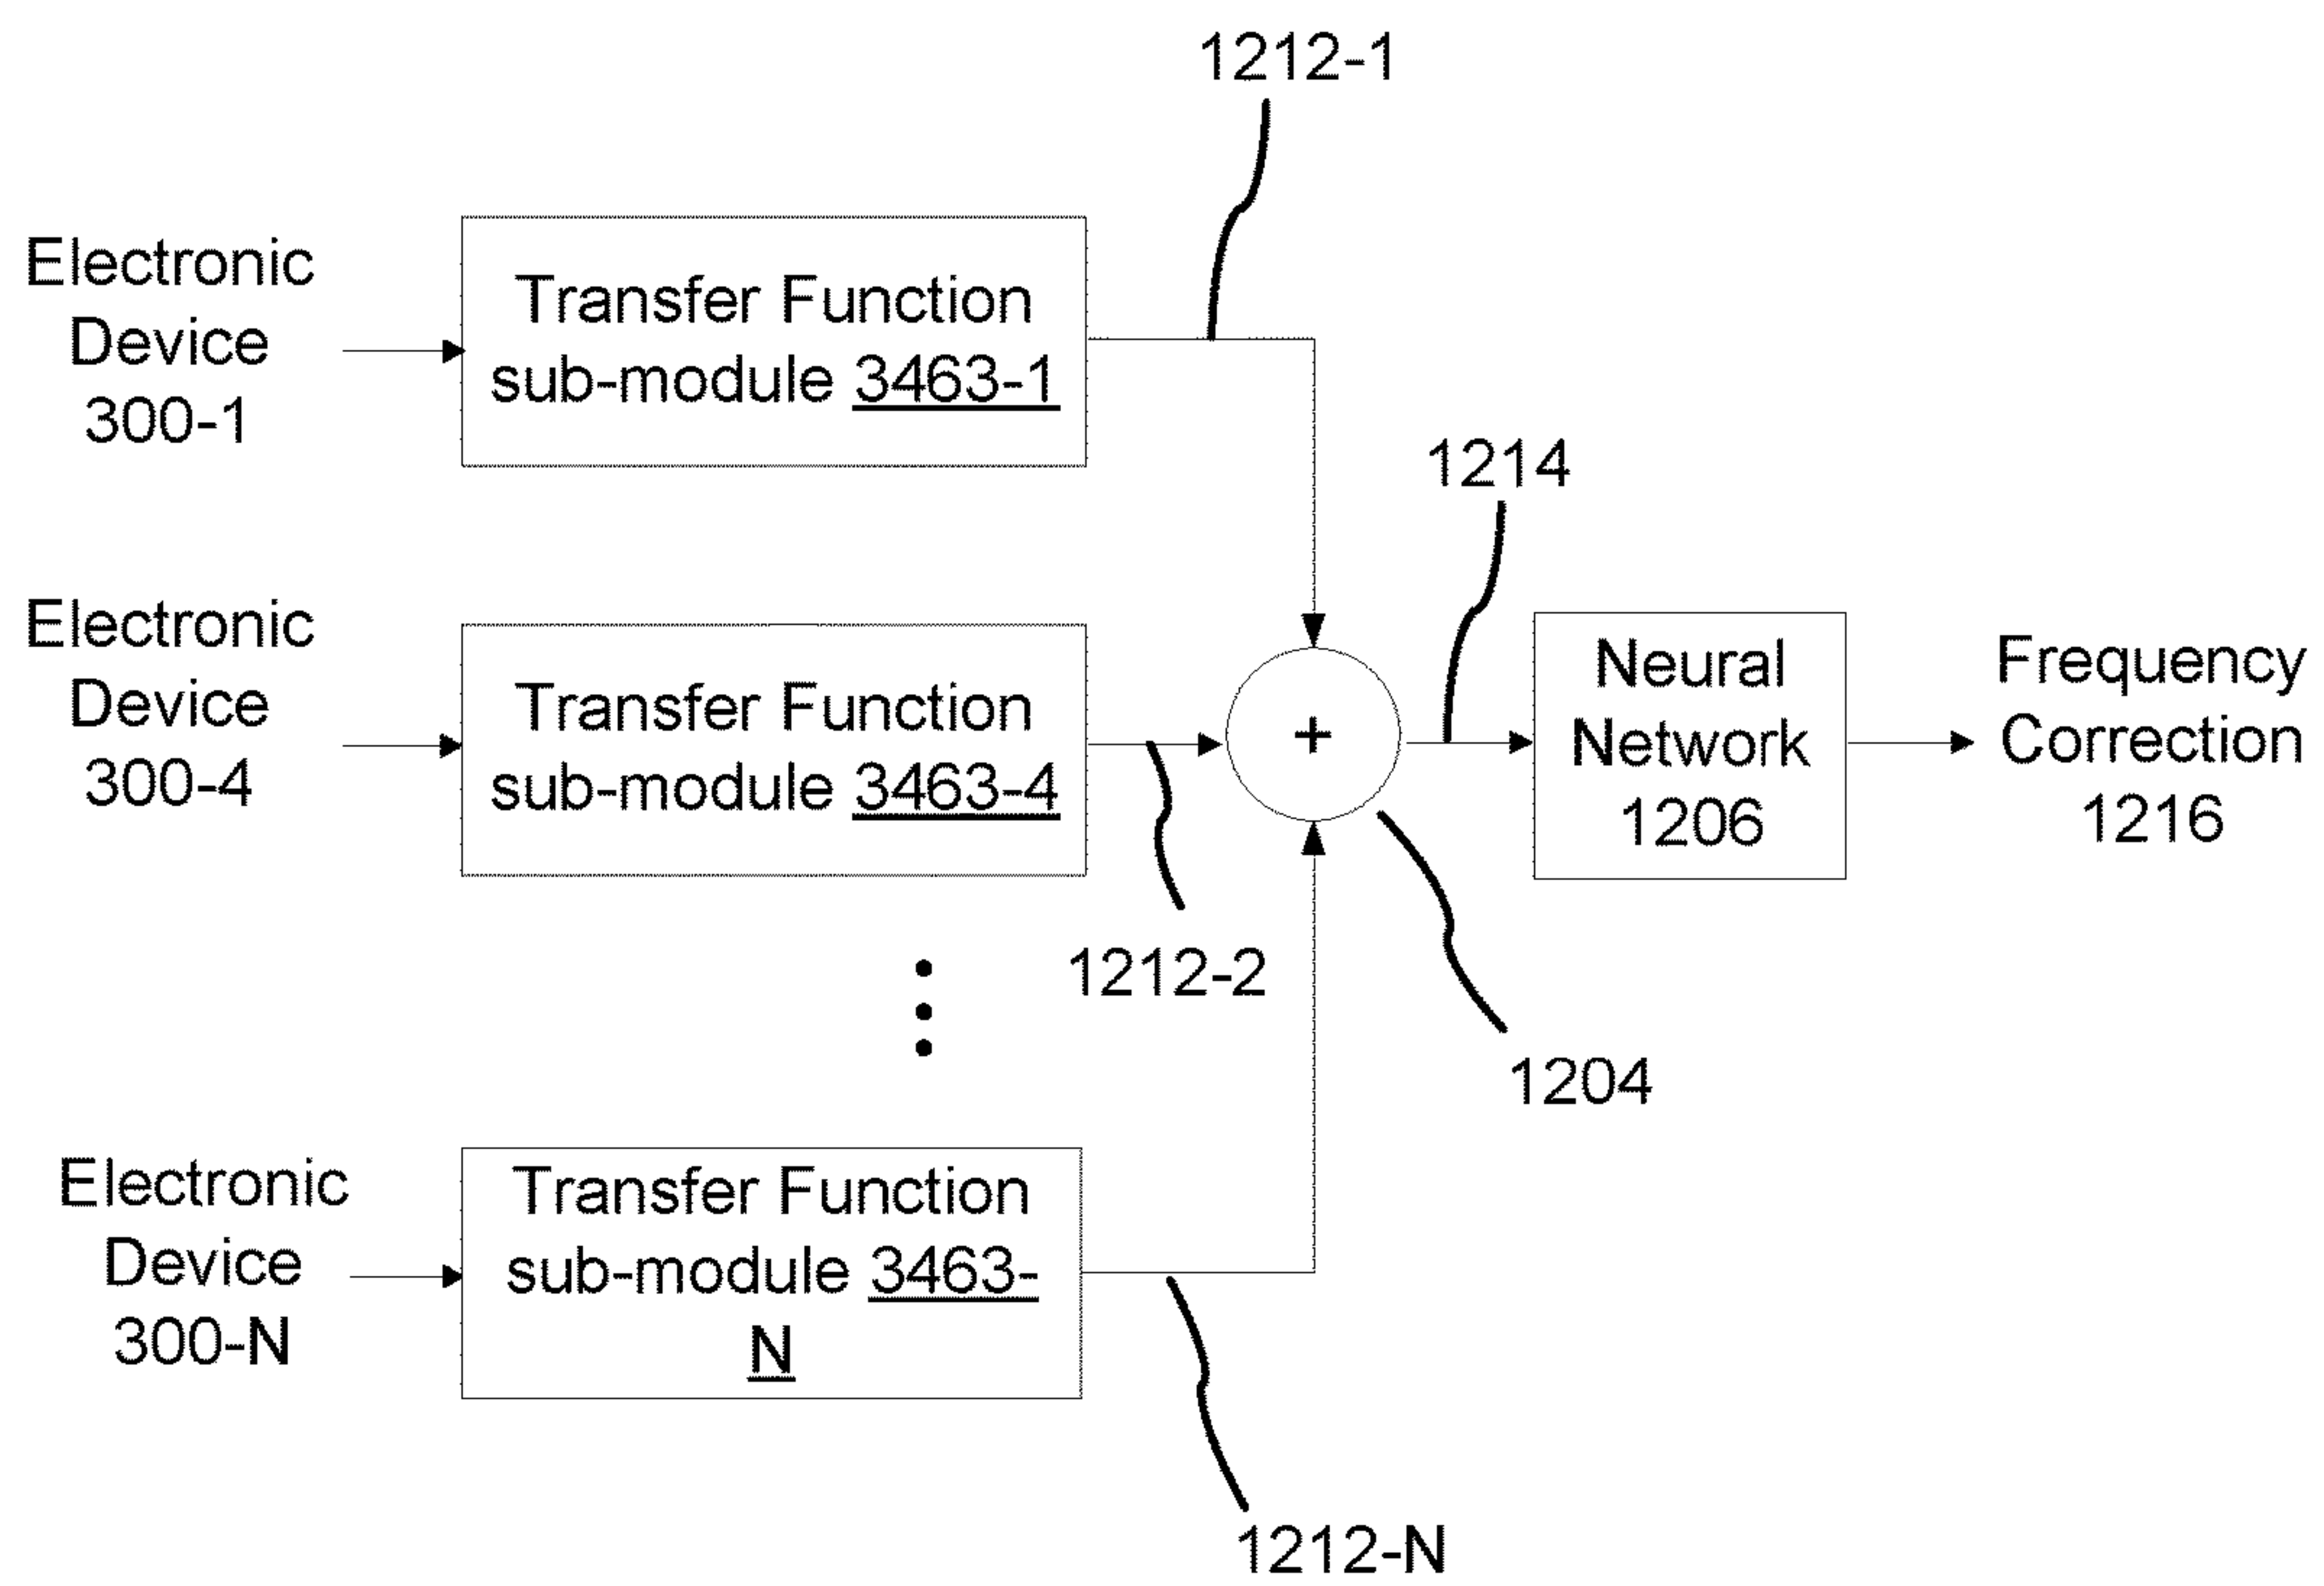 1212-1
Electronic
Device
300-1
Transfer Function
sub-module 3463-1
1214
Electronic
Device
300-4
Transfer Function
sub-module 3463-4
+
Neural
Network
1206
Frequency
Correction
1216
1212-2
1204
Electronic
Device
300-N
Transfer Function
sub-module 3463-
N
1212-N